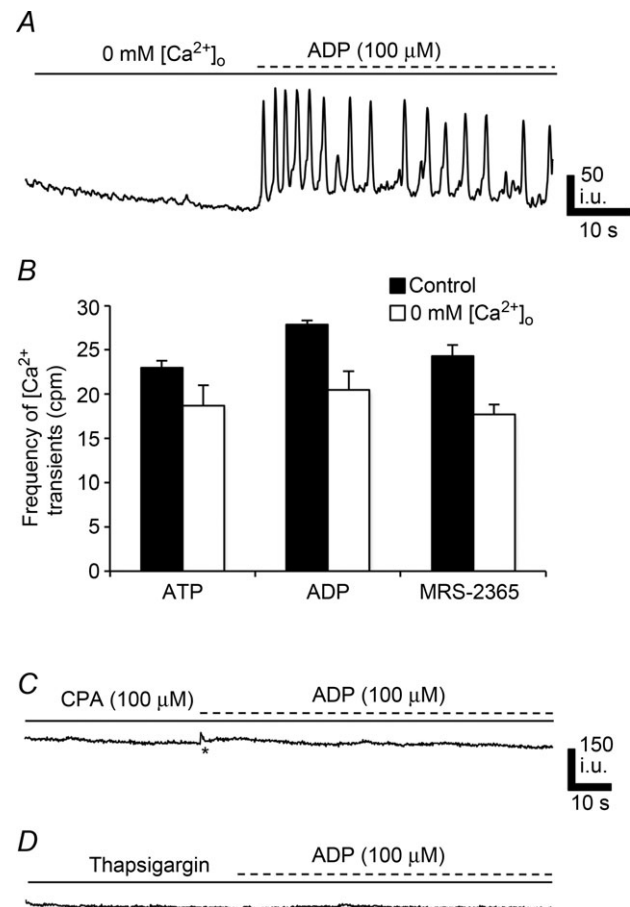 A
0 mM [Ca²⁺]ₒ
ADP (100 µM)
50
i.u.
10 s
B
Control
0 mM [Ca²⁺]ₒ
Frequency of [Ca²⁺
transients (cpm)
30
25
20
15
10
5
0
ATP
ADP
MRS-2365
C
CPA (100 µM)
ADP (100 µM)
*
150
i.u.
10 s
D
Thapsigargin
ADP (100 µM)